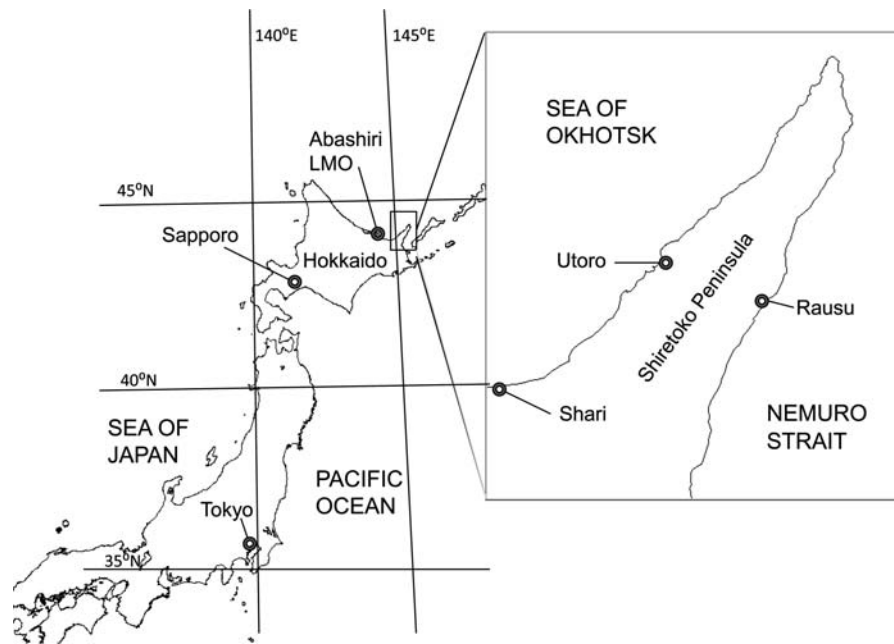 140°E
145°E
SEA OF
OKHOTSK
Abashiri
LMO
45°N
Sapporo
Hokkaido
Utoro
Shiretoko Peninsula
Rausu
40°N
Shari
SEA OF
JAPAN
NEMURO
STRAIT
PACIFIC
OCEAN
Tokyo
35°N